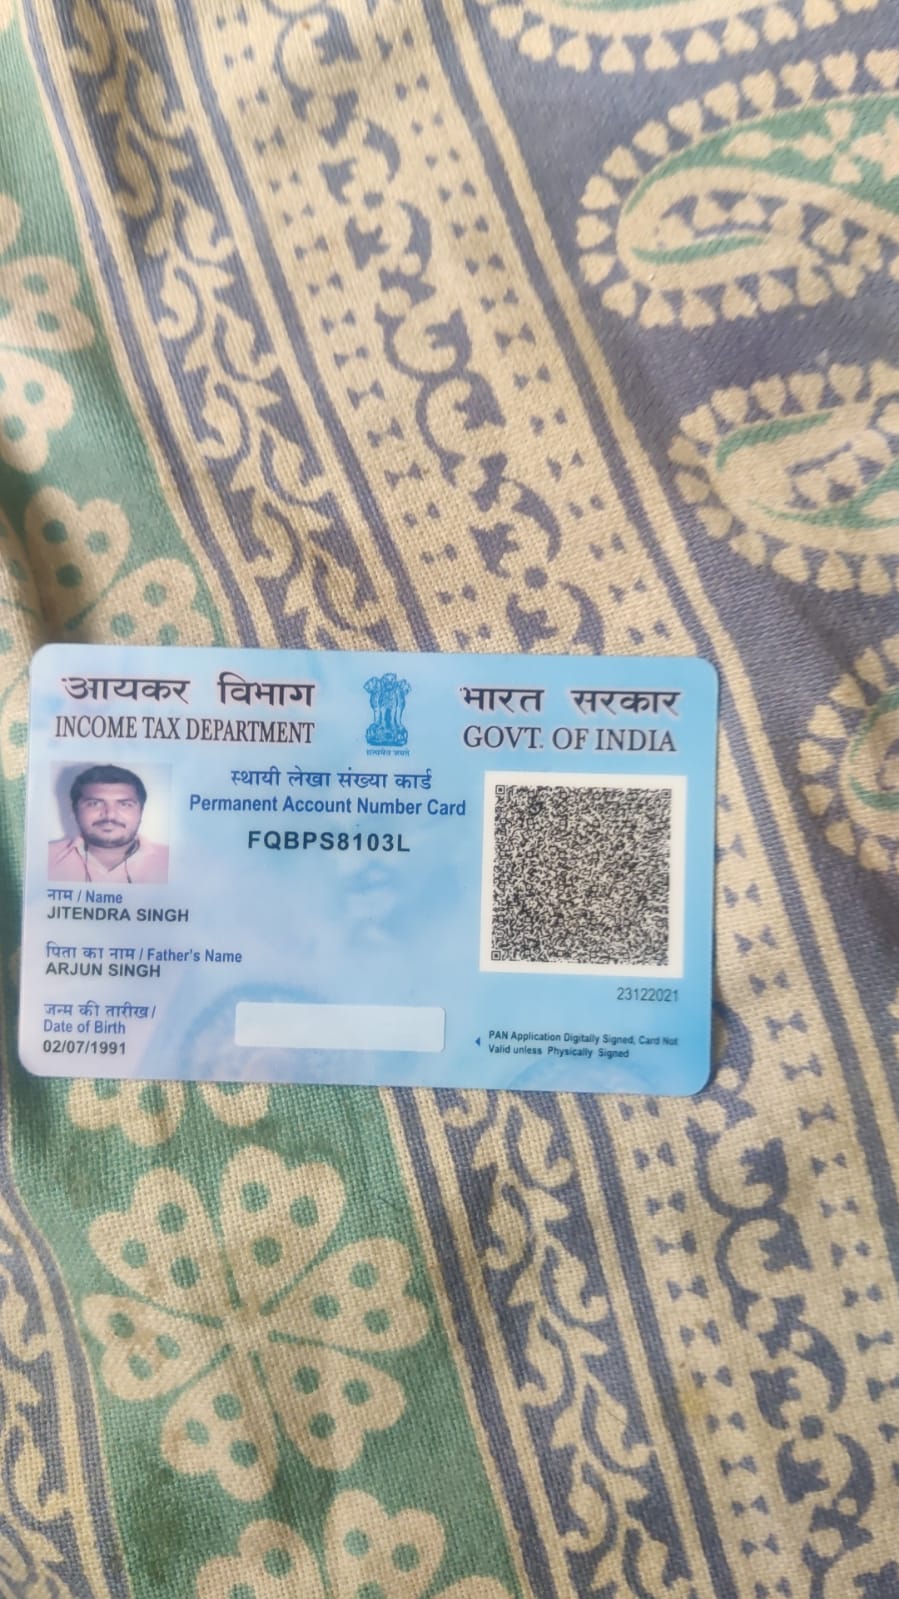 आयकर विभाग
INCOME TAX DEPARTMENT
भारत सरकार
GOVT. OF INDIA
सत्यमेव जयते
स्थायी लेखा संख्या कार्ड
Permanent Account Number Card
FQBPS8103L
नाम / Name
JITENDRA SINGH
पिता का नाम / Father's Name
ARJUN SINGH
जन्म की तारीख /
Date of Birth
02/07/1991
23122021
PAN Application Digitally Signed, Card Not
Valid unless Physically Signed